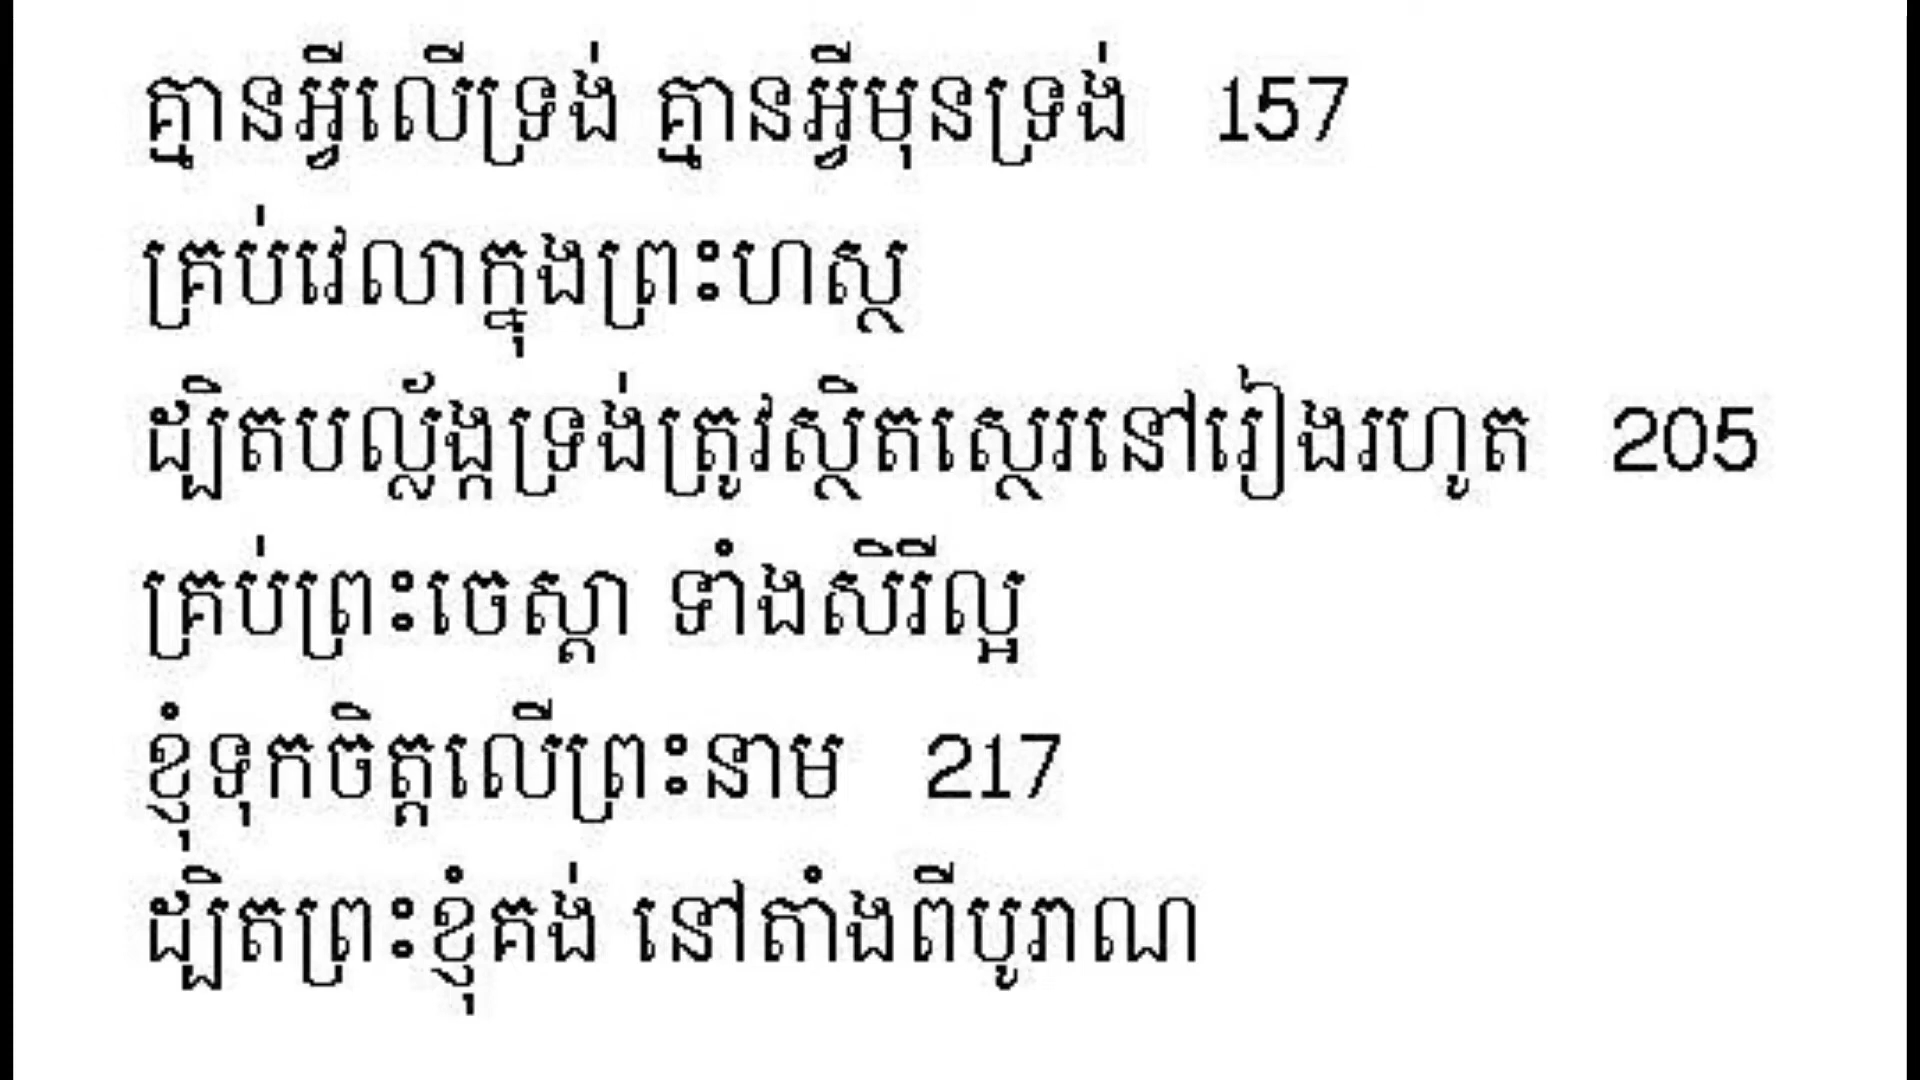 គ្មានអ្វីលើទ្រង់ គ្មានអ្វីមុនទ្រង់ 157
គ្រប់វេលាក្នុងព្រះហស្ថ
ដ្បិតបល្ល័ង្កទ្រង់ត្រូវស្ថិតស្ថេរនៅរៀងរហូត 205
គ្រប់ព្រះចេស្តា ទាំងសិរីល្អ
ខ្ញុំទុកចិត្តលើព្រះនាម 217
ដ្បិតព្រះខ្ញុំគង់ នៅតាំងពីបូរាណ